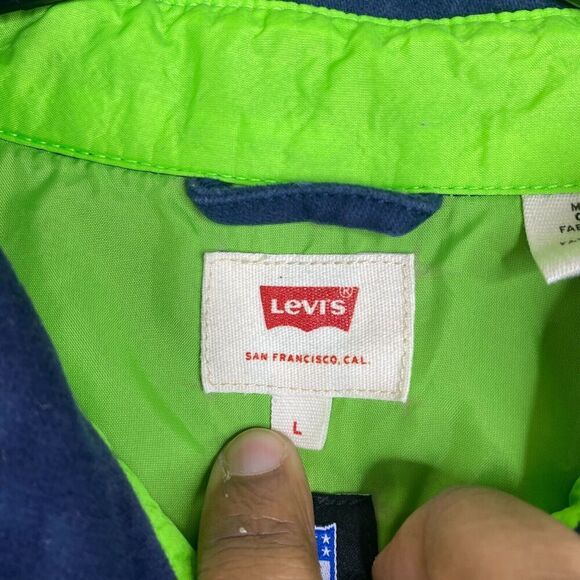 LEVI'S®
SAN FRANCISCO, CAL.
L